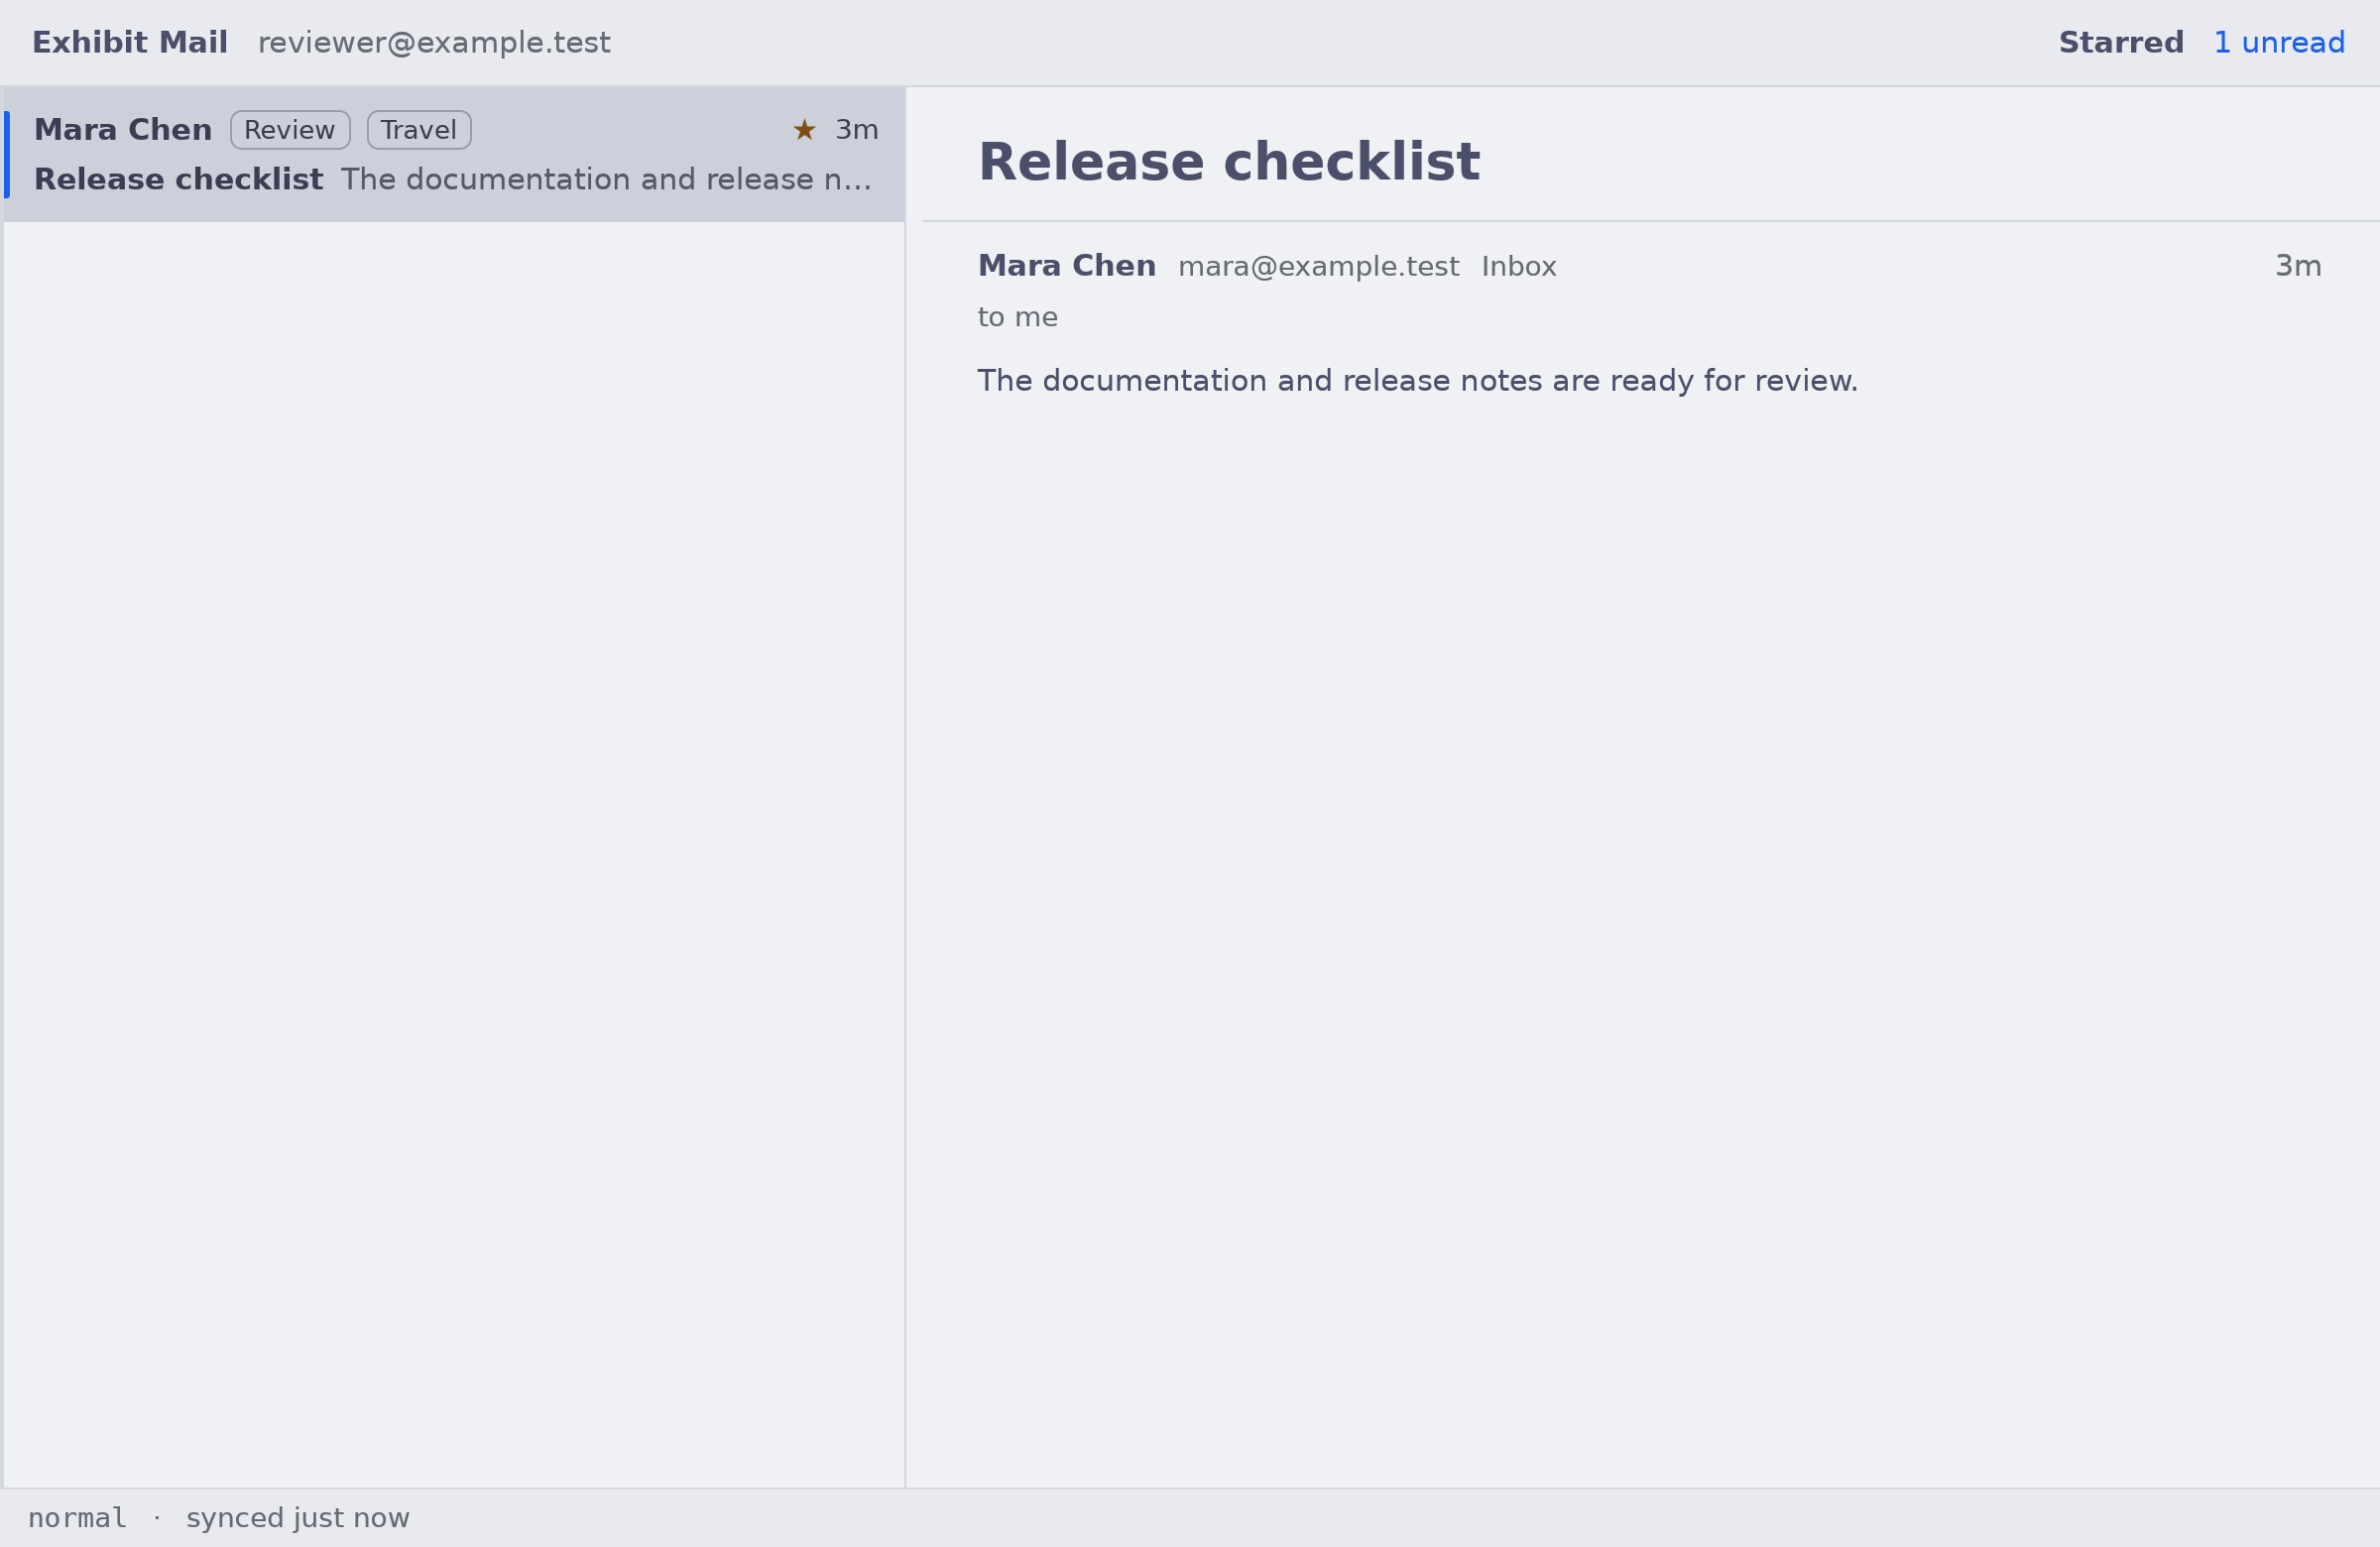 Exhibit Mail reviewer@example.test Starred 1 unread
Mara Chen Review Travel ★ 3m
Release checklist The documentation and release n…
Release checklist
Mara Chen mara@example.test Inbox 3m
to me
The documentation and release notes are ready for review.
normal · synced just now